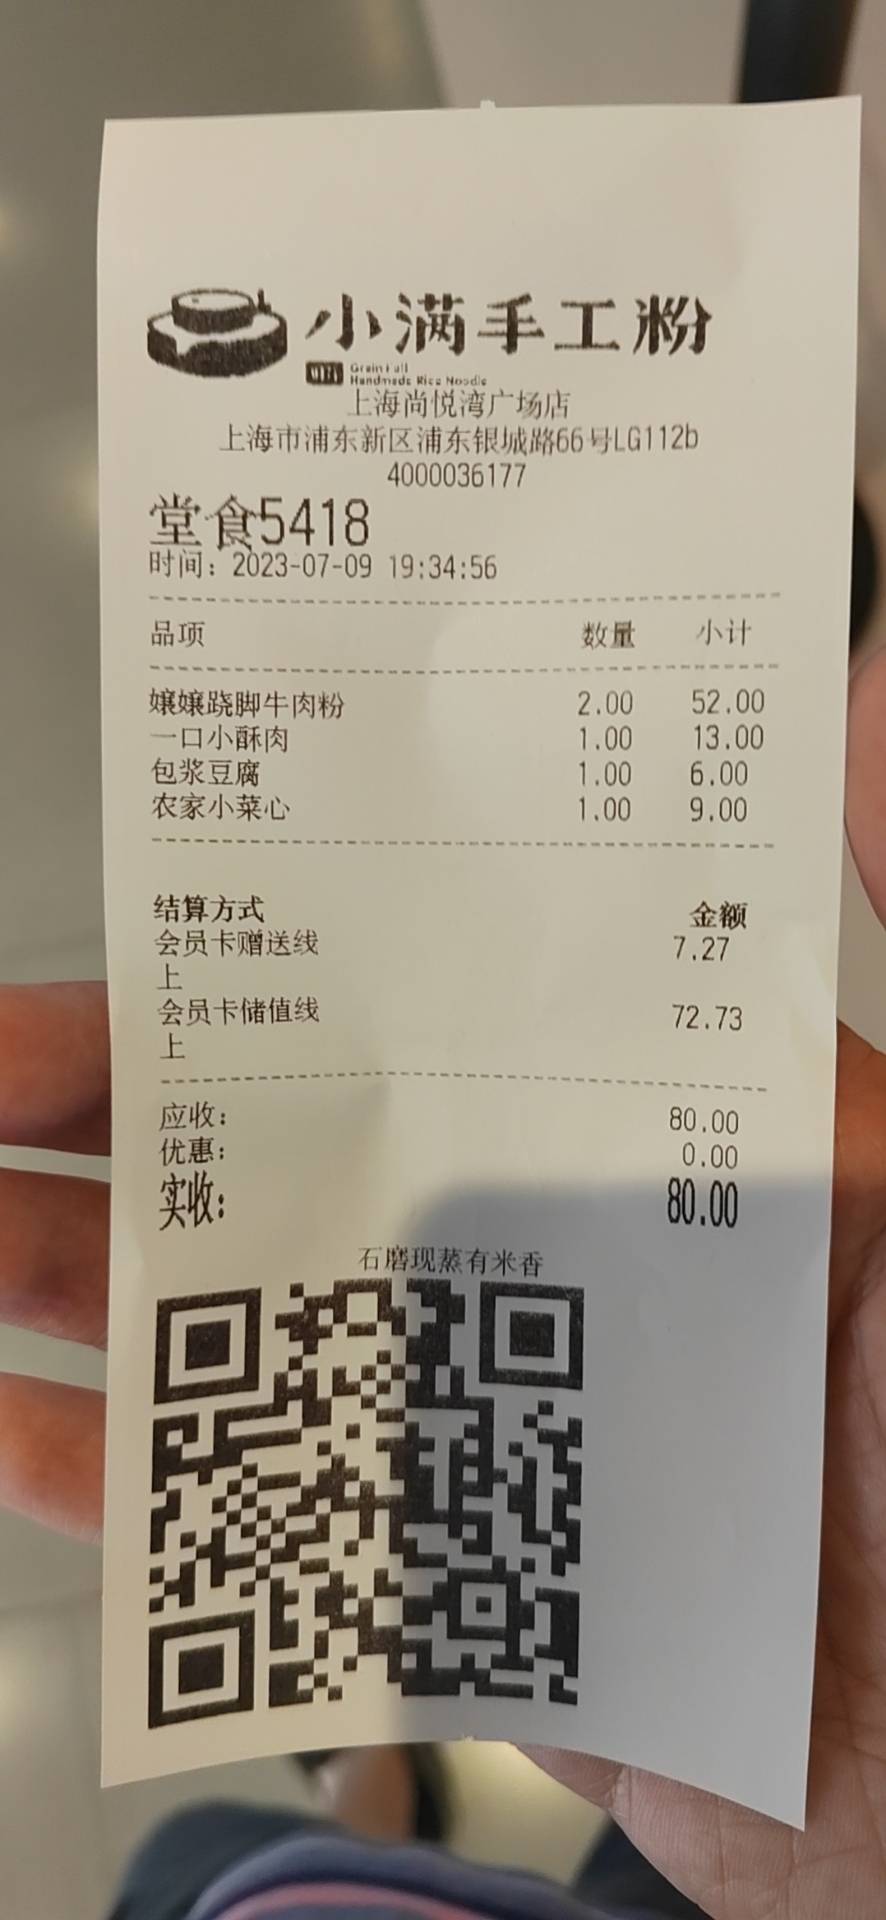 小满手工粉
Grain Full
Handmade Rice Noodle
上海尚悦湾广场店
上海市浦东新区浦东银城路66号LG112b
4000036177
堂食5418
时间：2023-07-09 19:34:56
品项 数量 小计
孃孃跷脚牛肉粉 2.00 52.00
一口小酥肉 1.00 13.00
包浆豆腐 1.00 6.00
农家小菜心 1.00 9.00
结算方式 金额
会员卡赠送线 7.27
上
会员卡储值线 72.73
上
应收： 80.00
优惠： 0.00
实收： 80.00
石磨现蒸有米香